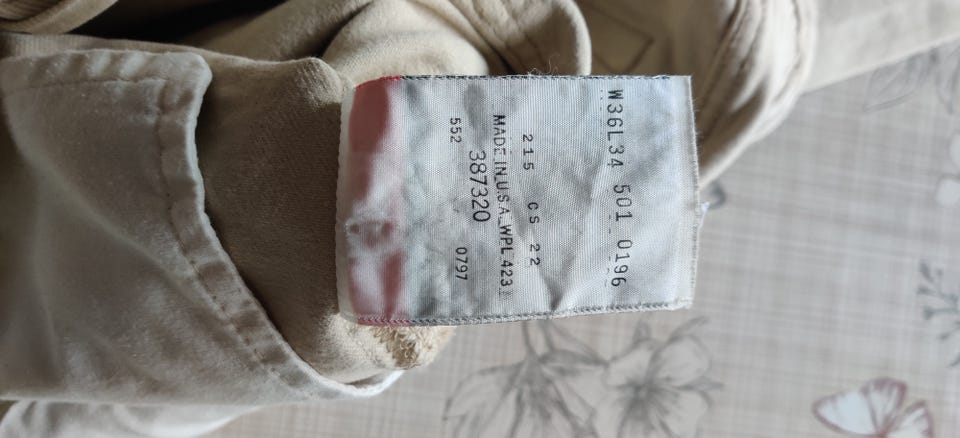 W36L34 501 0196
215 CS 22
MADE IN U.S.A. WPL 423
387320
552 0797